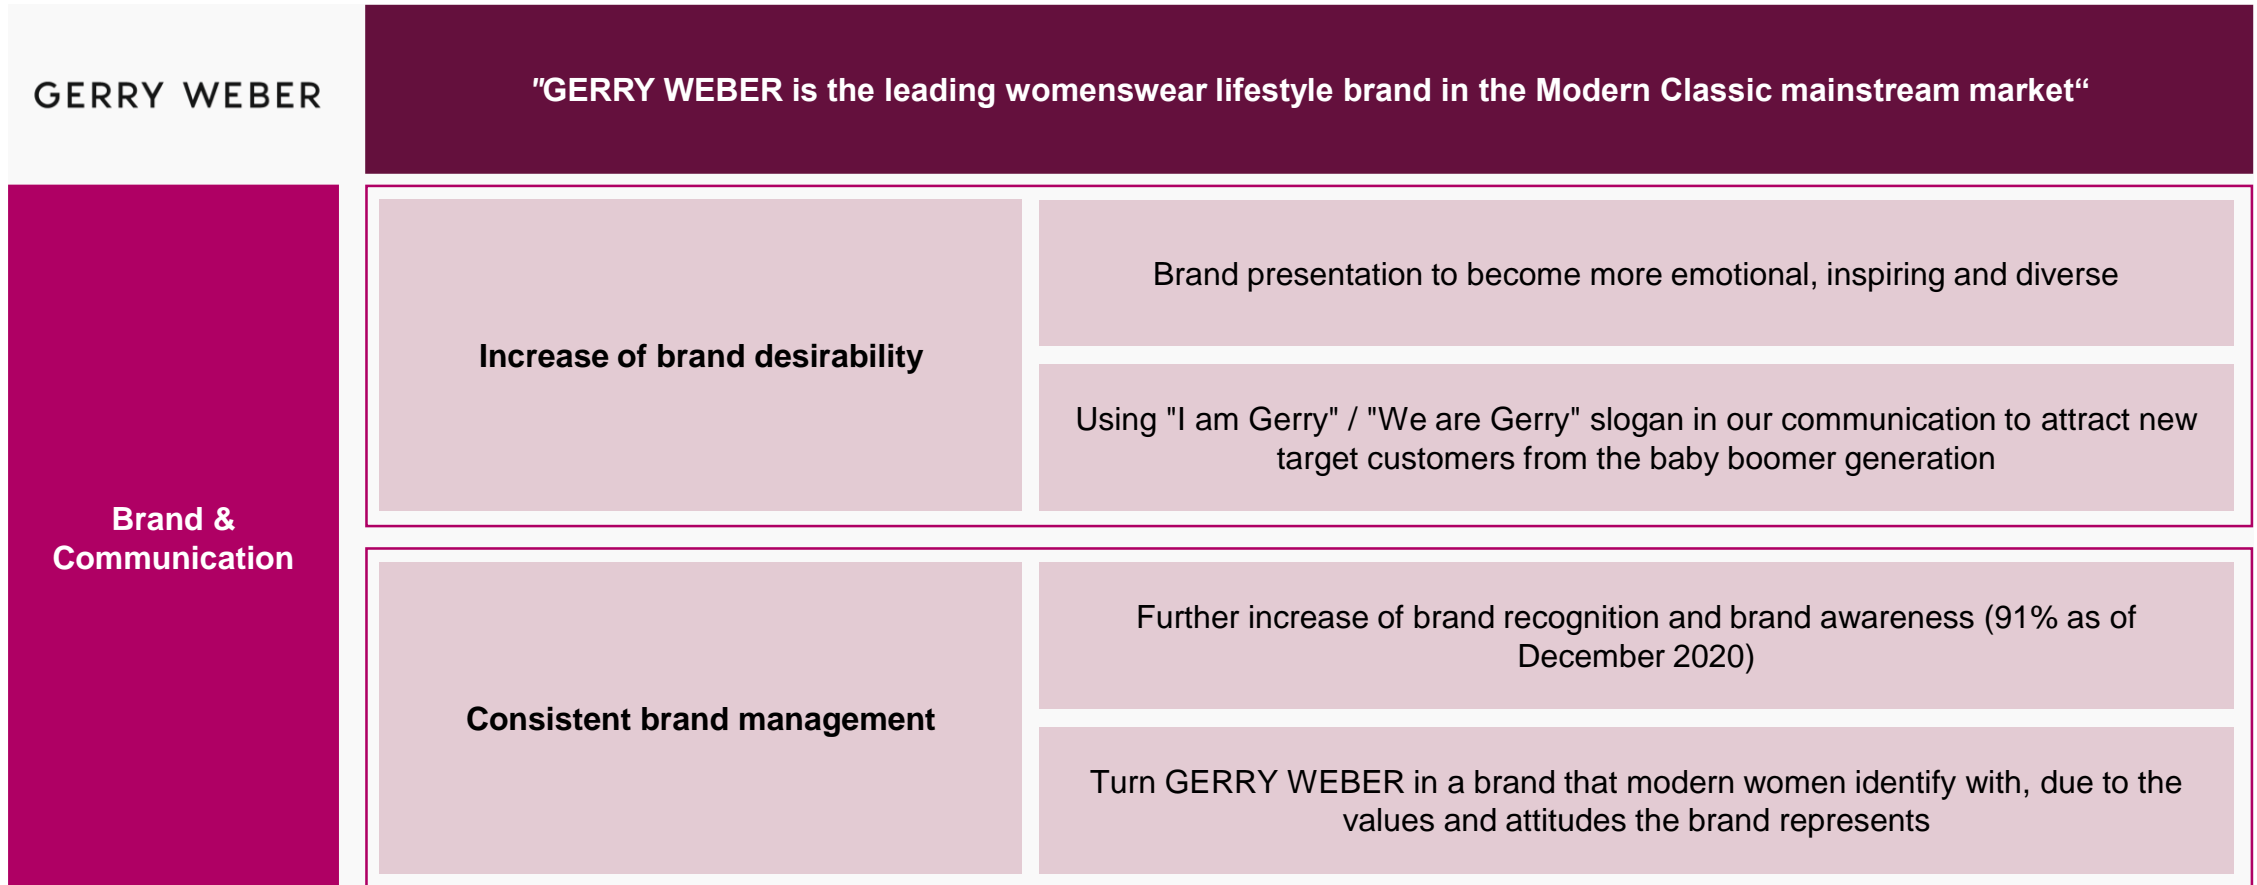 GERRY WEBER
"GERRY WEBER is the leading womenswear lifestyle brand in the Modern Classic mainstream market“
Brand &
Communication
Increase of brand desirability
Brand presentation to become more emotional, inspiring and diverse
Using "I am Gerry" / "We are Gerry" slogan in our communication to attract new
target customers from the baby boomer generation
Consistent brand management
Further increase of brand recognition and brand awareness (91% as of
December 2020)
Turn GERRY WEBER in a brand that modern women identify with, due to the
values and attitudes the brand represents